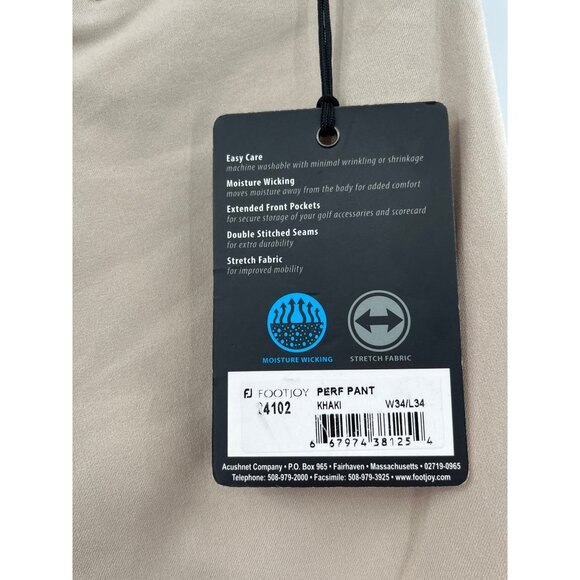 Easy Care
machine washable with minimal wrinkling or shrinkage
Moisture Wicking
moves moisture away from the body for added comfort
Extended Front Pockets
for secure storage of your golf accessories and scorecard
Double Stitched Seams
for extra durability
Stretch Fabric
for improved mobility
MOISTURE WICKING
STRETCH FABRIC
FJ FOOTJOY PERF PANT
4102 KHAKI W34/L34
6 67974 38125 4
Acushnet Company • P.O. Box 965 • Fairhaven • Massachusetts • 02719-0965
Telephone: 508-979-2000 • Facsimile: 508-979-3925 • www.footjoy.com